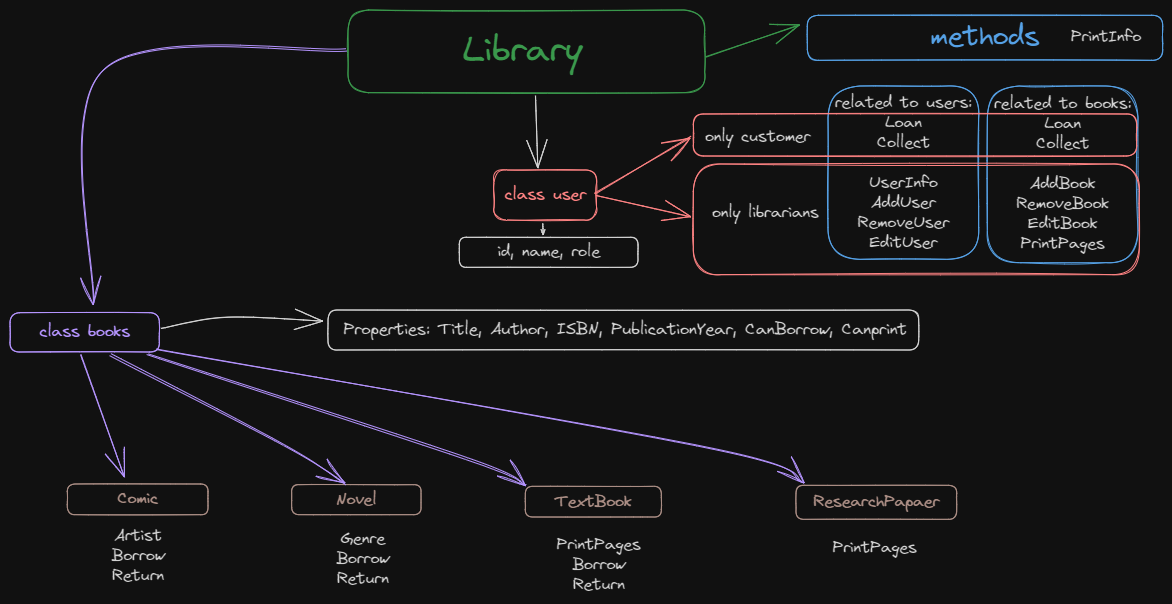 Library
methods
PrintInfo
related to users:
related to books:
only customer
Loan
Collect
Loan
Collect
class user
only librarians
UserInfo
AddUser
RemoveUser
EditUser
AddBook
RemoveBook
EditBook
PrintPages
id, name, role
class books
Properties: Title, Author, ISBN, PublicationYear, CanBorrow, Canprint
Comic
Artist
Borrow
Return
Novel
Genre
Borrow
Return
TextBook
PrintPages
Borrow
Return
ResearchPapaer
PrintPages